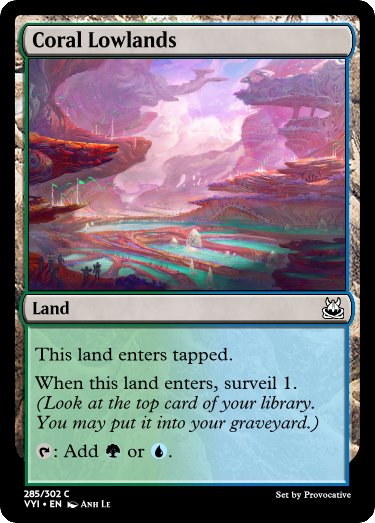 Coral Lowlands
Land
This land enters tapped.
When this land enters, surveil 1.
(Look at the top card of your library.
You may put it into your graveyard.)
: Add or .
285/302 C
VYI • EN Anh Le
Set by Provocative